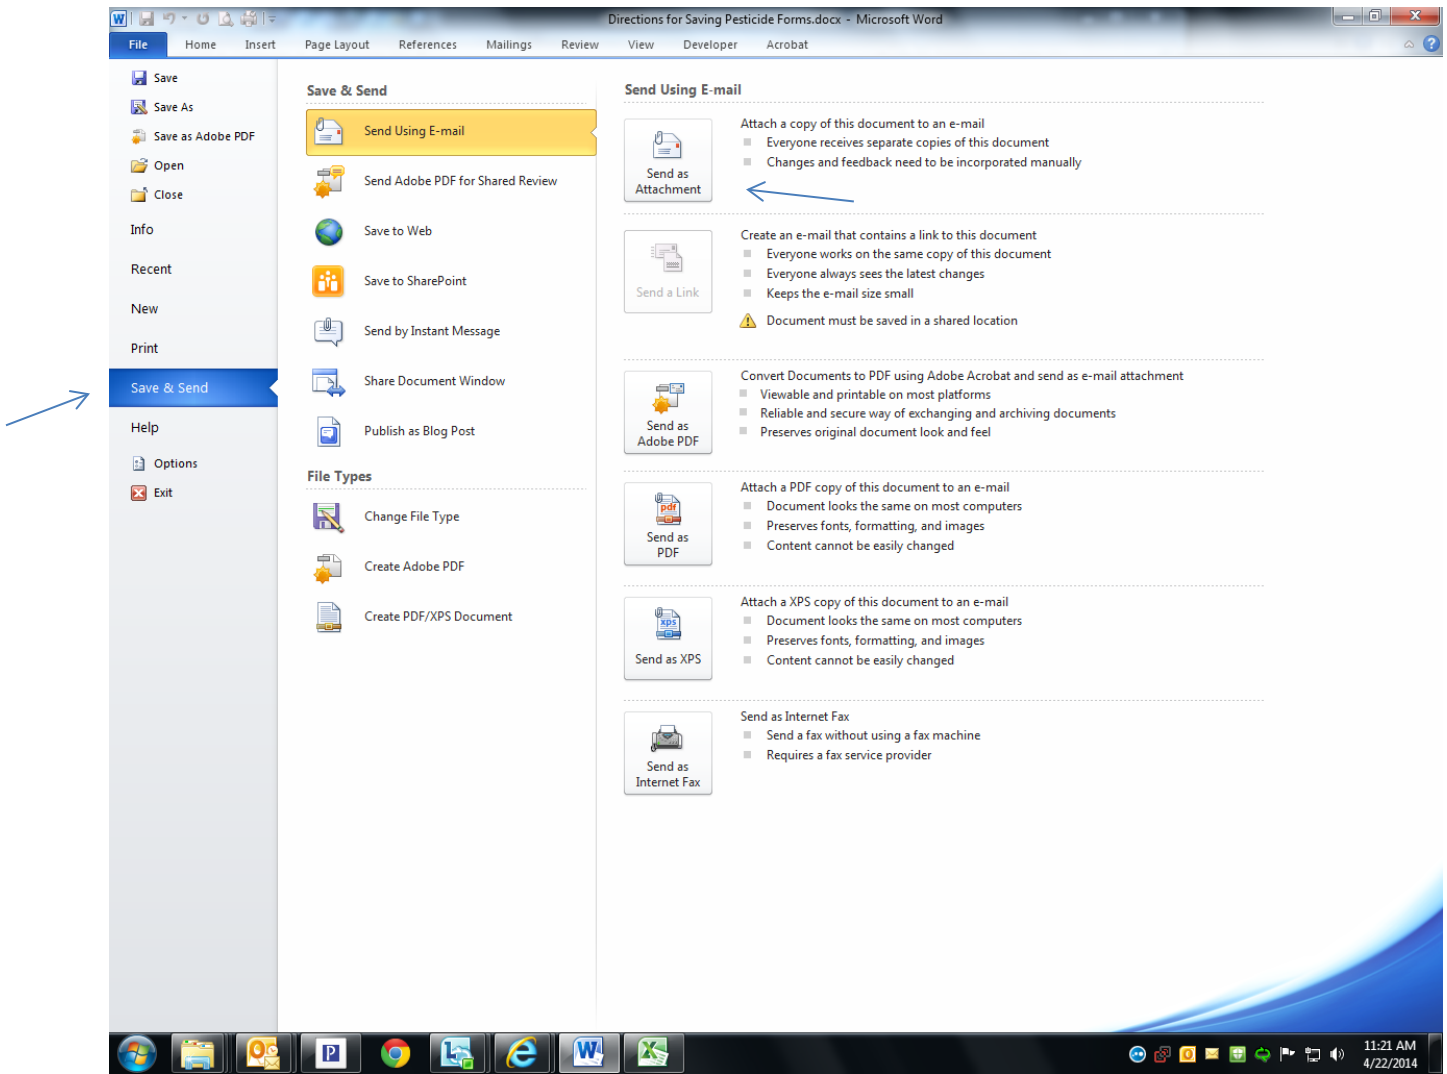 Directions for Saving Pesticide Forms.docx - Microsoft Word
File Home Insert Page Layout References Mailings Review View Developer Acrobat
Save
Save As
Save as Adobe PDF
Open
Close
Info
Recent
New
Print
Save & Send
Help
Options
Exit
Save & Send
Send Using E-mail
Send Adobe PDF for Shared Review
Save to Web
Save to SharePoint
Send by Instant Message
Share Document Window
Publish as Blog Post
File Types
Change File Type
Create Adobe PDF
Create PDF/XPS Document
Send Using E-mail
Send as
Attachment
Attach a copy of this document to an e-mail
Everyone receives separate copies of this document
Changes and feedback need to be incorporated manually
Send a Link
Create an e-mail that contains a link to this document
Everyone works on the same copy of this document
Everyone always sees the latest changes
Keeps the e-mail size small
Document must be saved in a shared location
Send as
Adobe PDF
Convert Documents to PDF using Adobe Acrobat and send as e-mail attachment
Viewable and printable on most platforms
Reliable and secure way of exchanging and archiving documents
Preserves original document look and feel
pdf
Send as
PDF
Attach a PDF copy of this document to an e-mail
Document looks the same on most computers
Preserves fonts, formatting, and images
Content cannot be easily changed
xps
Send as XPS
Attach a XPS copy of this document to an e-mail
Document looks the same on most computers
Preserves fonts, formatting, and images
Content cannot be easily changed
Send as
Internet Fax
Send as Internet Fax
Send a fax without using a fax machine
Requires a fax service provider
11:21 AM
4/22/2014